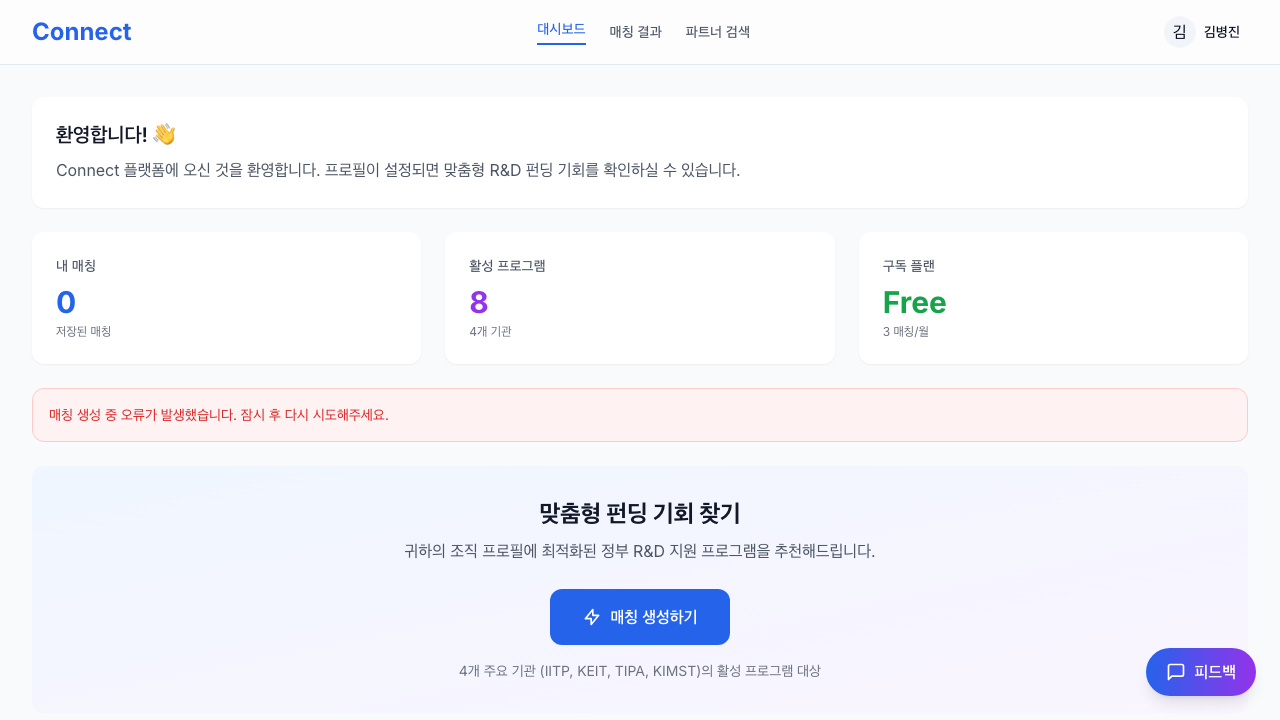 Connect
대시보드
매칭 결과
파트너 검색
김
김병진
환영합니다! 👋
Connect 플랫폼에 오신 것을 환영합니다. 프로필이 설정되면 맞춤형 R&D 펀딩 기회를 확인하실 수 있습니다.
내 매칭
0
저장된 매칭
활성 프로그램
8
4개 기관
구독 플랜
Free
3 매칭/월
매칭 생성 중 오류가 발생했습니다. 잠시 후 다시 시도해주세요.
맞춤형 펀딩 기회 찾기
귀하의 조직 프로필에 최적화된 정부 R&D 지원 프로그램을 추천해드립니다.
매칭 생성하기
4개 주요 기관 (IITP, KEIT, TIPA, KIMST)의 활성 프로그램 대상
피드백